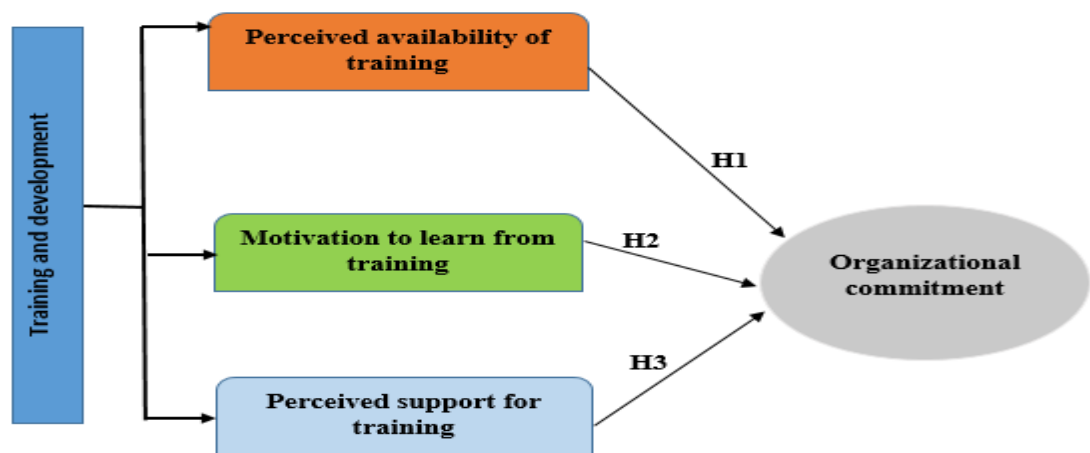 Training and development
Perceived availability of
training
H1
Motivation to learn from
training
H2
Organizational
commitment
H3
Perceived support for
training